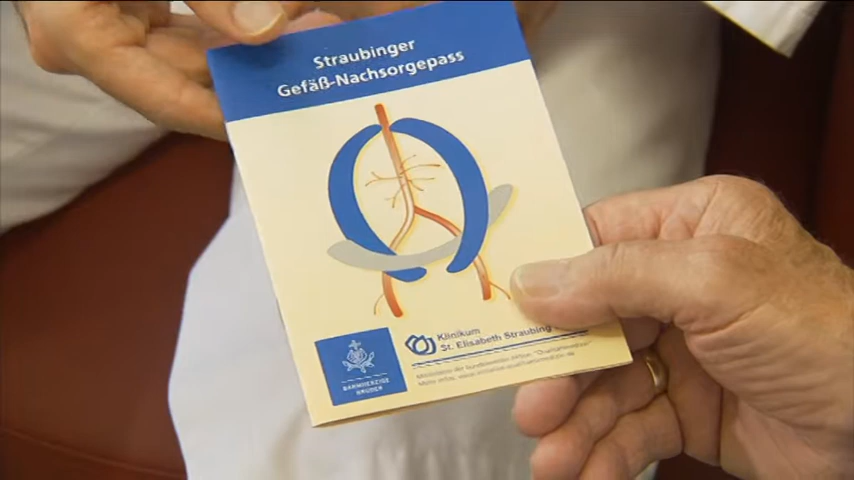 Straubinger
Gefäß-Nachsorgepass
Klinikum
St. Elisabeth Straubing
BARMHERZIGE
BRÜDER